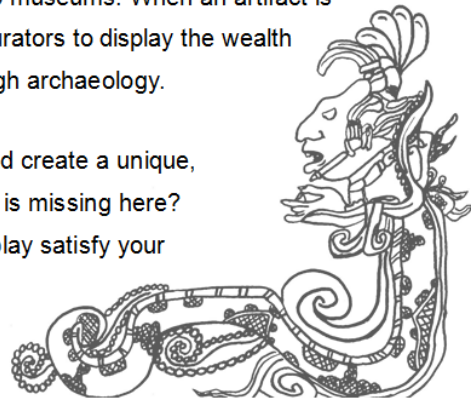 museums. When an artifact is
urators to display the wealth
gh archaeology.
d create a unique,
is missing here?
lay satisfy your